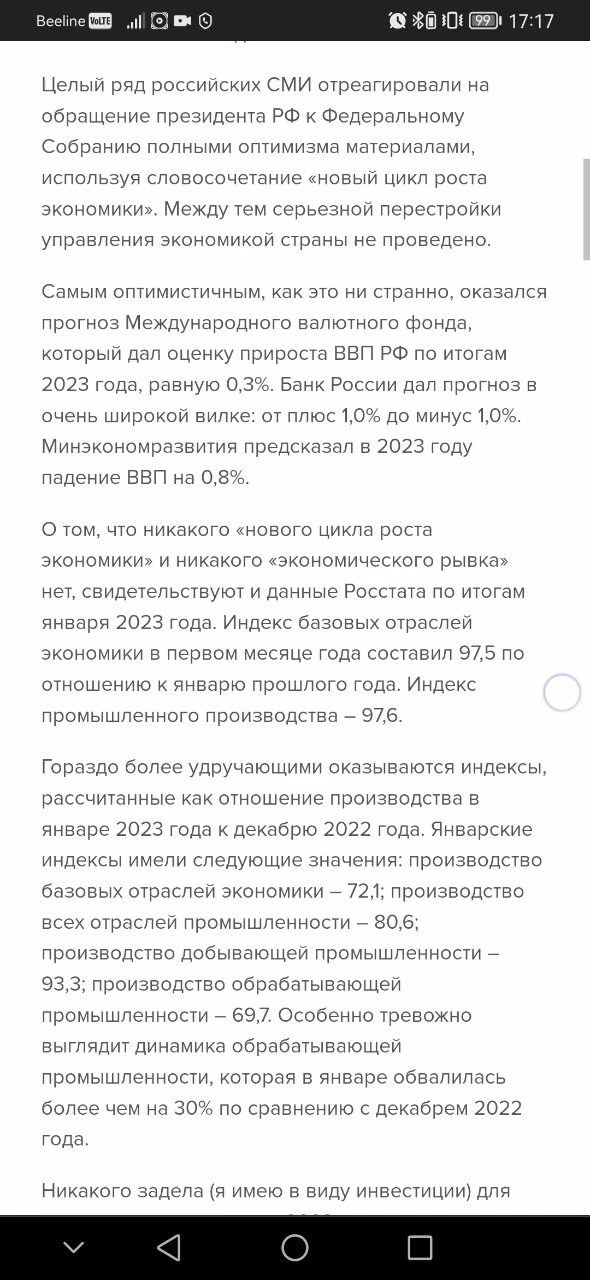 Beeline VoLTE 99 17:17
Целый ряд российских СМИ отреагировали на
обращение президента РФ к Федеральному
Собранию полными оптимизма материалами,
используя словосочетание «новый цикл роста
экономики». Между тем серьезной перестройки
управления экономикой страны не проведено.
Самым оптимистичным, как это ни странно, оказался
прогноз Международного валютного фонда,
который дал оценку прироста ВВП РФ по итогам
2023 года, равную 0,3%. Банк России дал прогноз в
очень широкой вилке: от плюс 1,0% до минус 1,0%.
Минэкономразвития предсказал в 2023 году
падение ВВП на 0,8%.
О том, что никакого «нового цикла роста
экономики» и никакого «экономического рывка»
нет, свидетельствуют и данные Росстата по итогам
января 2023 года. Индекс базовых отраслей
экономики в первом месяце года составил 97,5 по
отношению к январю прошлого года. Индекс
промышленного производства – 97,6.
Гораздо более удручающими оказываются индексы,
рассчитанные как отношение производства в
январе 2023 года к декабрю 2022 года. Январские
индексы имели следующие значения: производство
базовых отраслей экономики – 72,1; производство
всех отраслей промышленности – 80,6;
производство добывающей промышленности –
93,3; производство обрабатывающей
промышленности – 69,7. Особенно тревожно
выглядит динамика обрабатывающей
промышленности, которая в январе обвалилась
более чем на 30% по сравнению с декабрем 2022
года.
Никакого задела (я имею в виду инвестиции) для